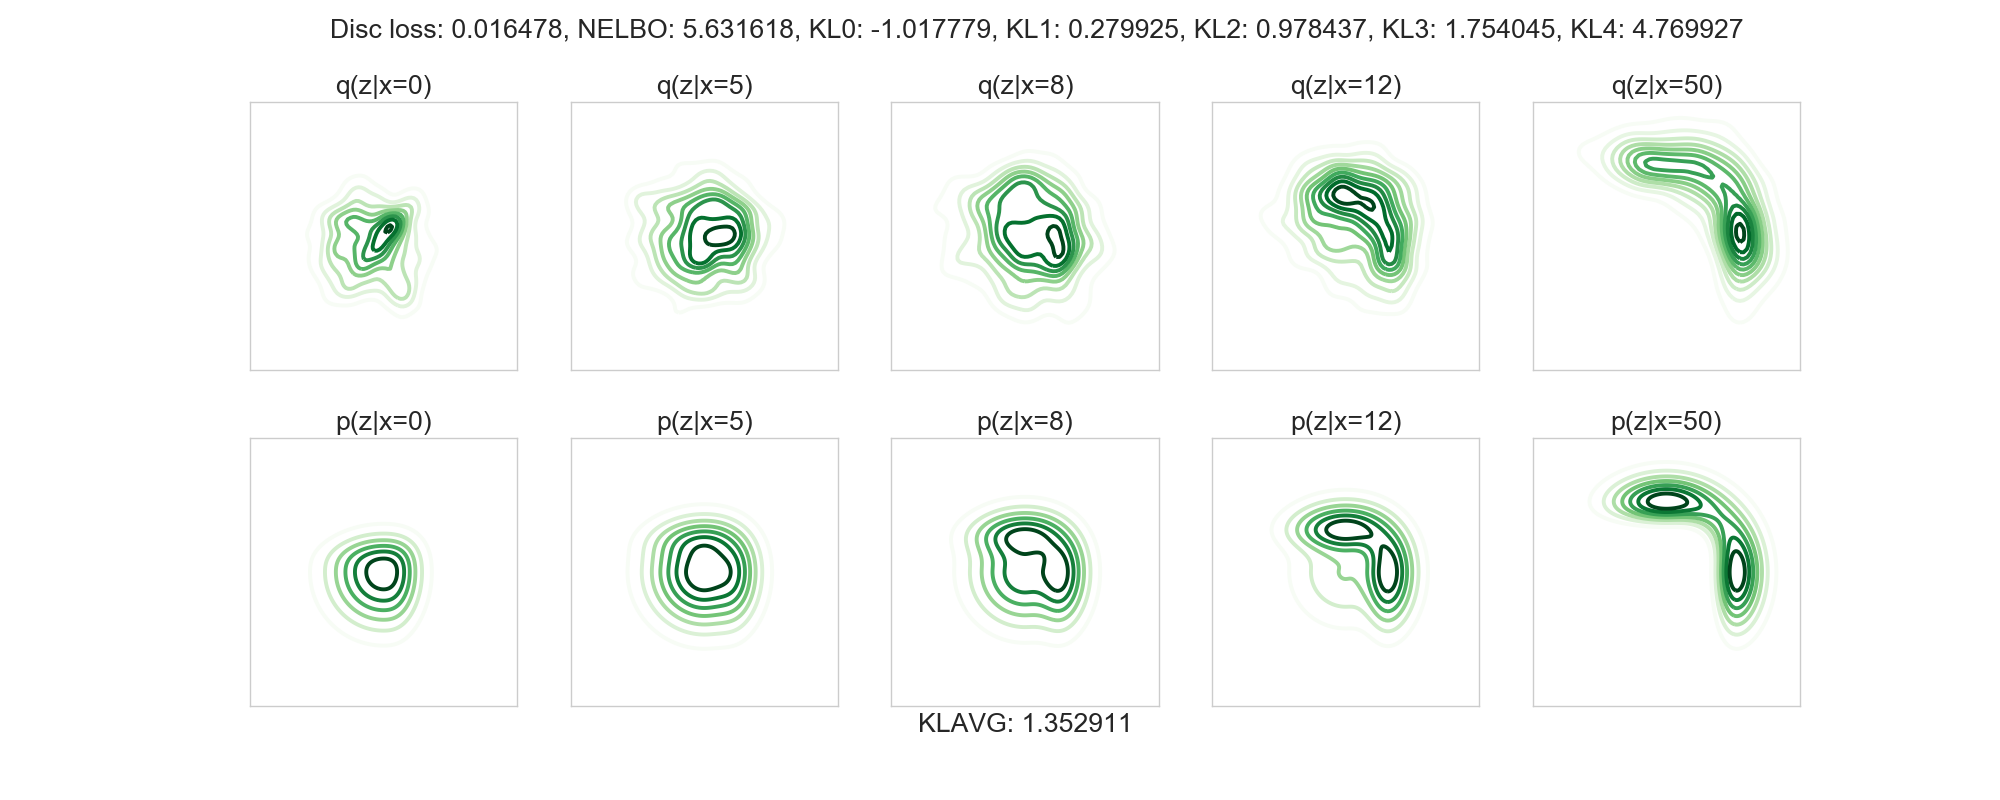 Disc loss: 0.016478, NELBO: 5.631618, KL0: -1.017779, KL1: 0.279925, KL2: 0.978437, KL3: 1.754045, KL4: 4.769927
q(z|x=0) q(z|x=5) q(z|x=8) q(z|x=12) q(z|x=50)
p(z|x=0) p(z|x=5) p(z|x=8) p(z|x=12) p(z|x=50)
KLAVG: 1.352911